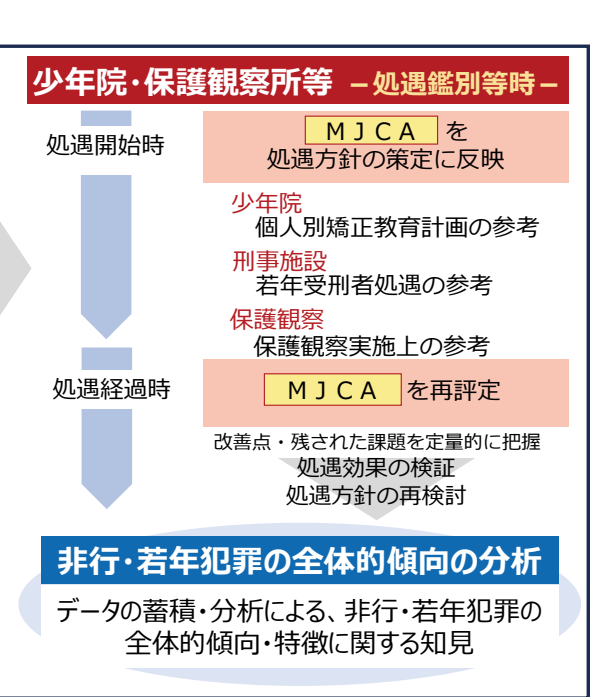 少年院・保護観察所等 －処遇鑑別等時－
処遇開始時
ＭＪＣＡ を
処遇方針の策定に反映
少年院
個人別矯正教育計画の参考
刑事施設
若年受刑者処遇の参考
保護観察
保護観察実施上の参考
処遇経過時
ＭＪＣＡ を再評定
改善点・残された課題を定量的に把握
処遇効果の検証
処遇方針の再検討
非行・若年犯罪の全体的傾向の分析
データの蓄積・分析による、非行・若年犯罪の
全体的傾向・特徴に関する知見